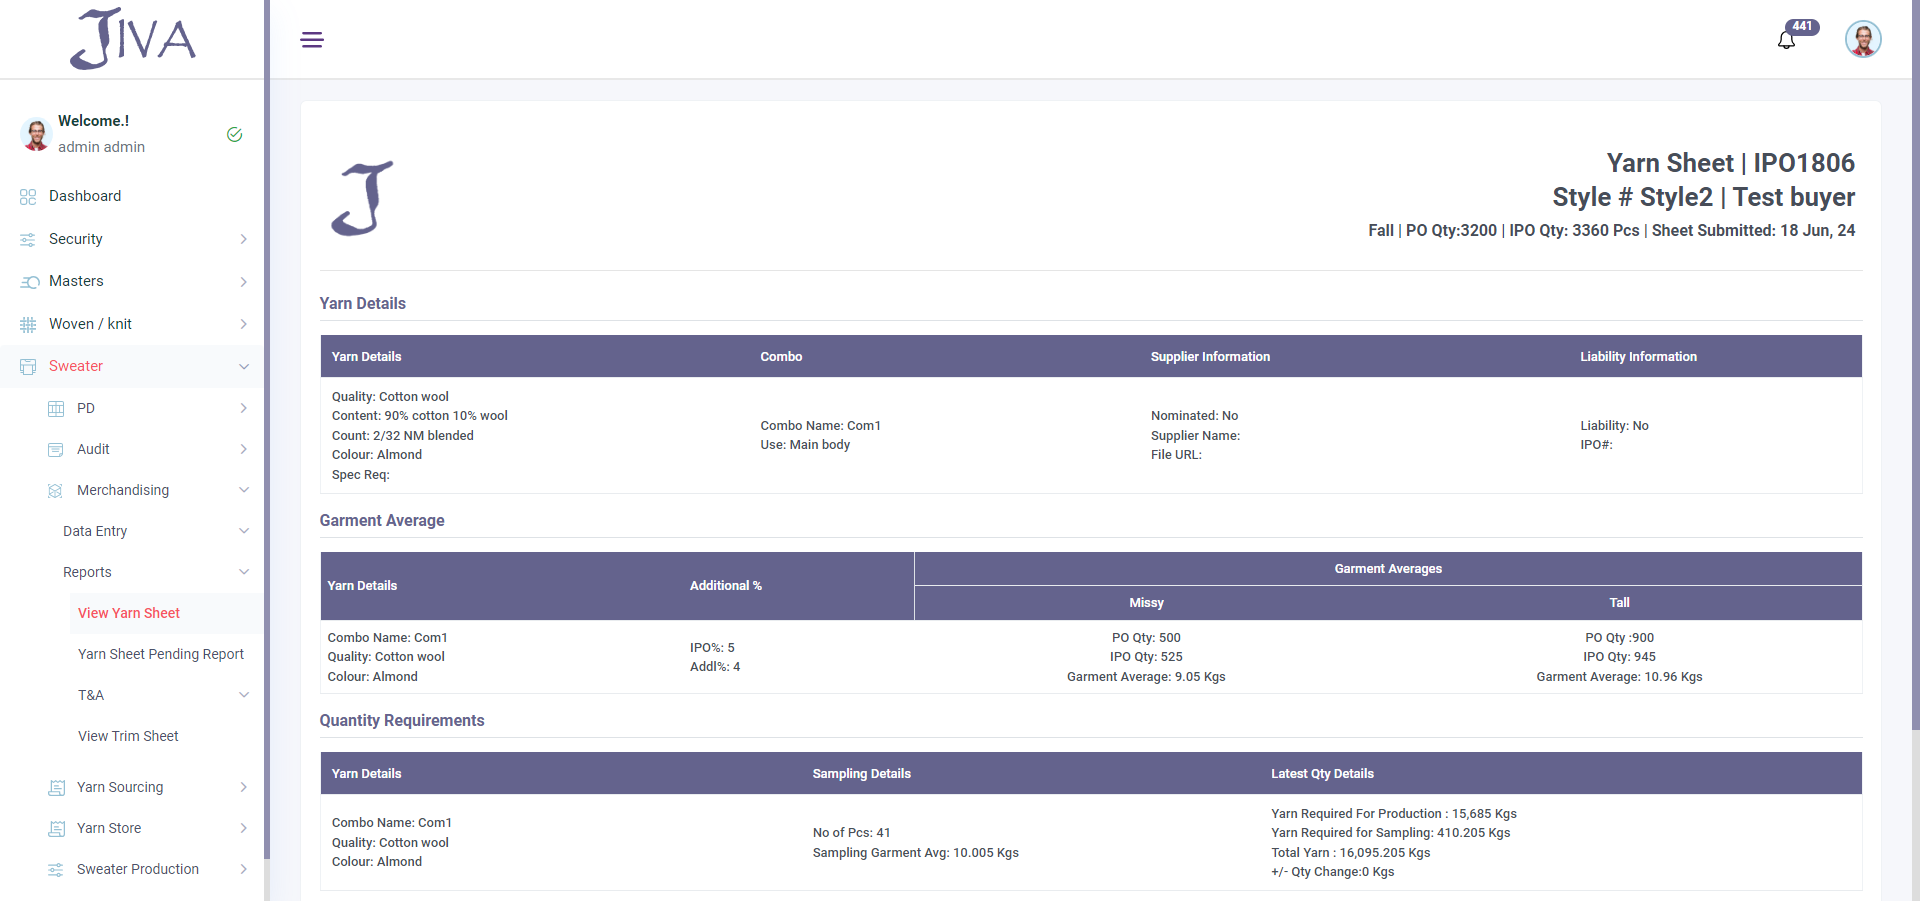 JIVA
441
Welcome.!
admin admin
Dashboard
Security
Masters
Woven / knit
Sweater
PD
Audit
Merchandising
Data Entry
Reports
View Yarn Sheet
Yarn Sheet Pending Report
T&A
View Trim Sheet
Yarn Sourcing
Yarn Store
Sweater Production
J
Yarn Sheet | IPO1806
Style # Style2 | Test buyer
Fall | PO Qty:3200 | IPO Qty: 3360 Pcs | Sheet Submitted: 18 Jun, 24
Yarn Details
Yarn Details Combo Supplier Information Liability Information
Quality: Cotton wool
Content: 90% cotton 10% wool
Count: 2/32 NM blended
Colour: Almond
Spec Req:
Combo Name: Com1
Use: Main body
Nominated: No
Supplier Name:
File URL:
Liability: No
IPO#:
Garment Average
Yarn Details Additional % Garment Averages
Missy Tall
Combo Name: Com1
Quality: Cotton wool
Colour: Almond
IPO%: 5
Addl%: 4
PO Qty: 500
IPO Qty: 525
Garment Average: 9.05 Kgs
PO Qty :900
IPO Qty: 945
Garment Average: 10.96 Kgs
Quantity Requirements
Yarn Details Sampling Details Latest Qty Details
Combo Name: Com1
Quality: Cotton wool
Colour: Almond
No of Pcs: 41
Sampling Garment Avg: 10.005 Kgs
Yarn Required For Production : 15,685 Kgs
Yarn Required for Sampling: 410.205 Kgs
Total Yarn : 16,095.205 Kgs
+/- Qty Change:0 Kgs